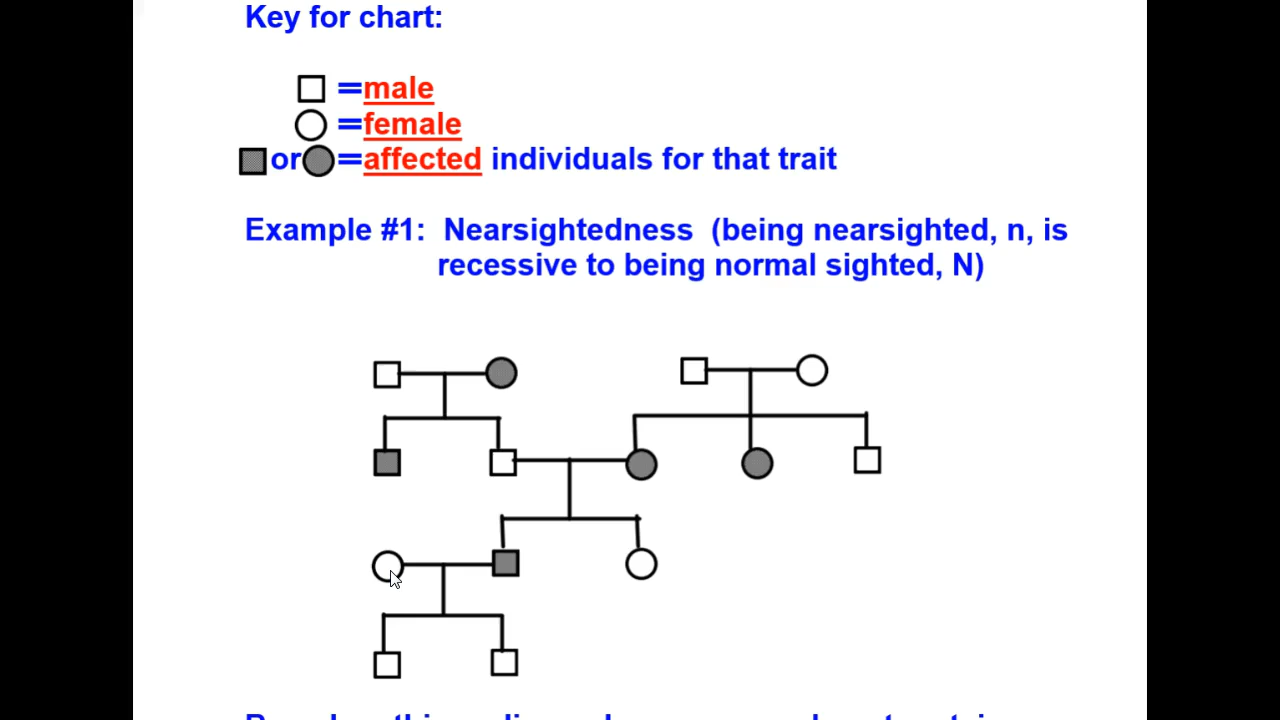 Key for chart:
=male
=female
or =affected individuals for that trait
Example #1: Nearsightedness (being nearsighted, n, is
recessive to being normal sighted, N)